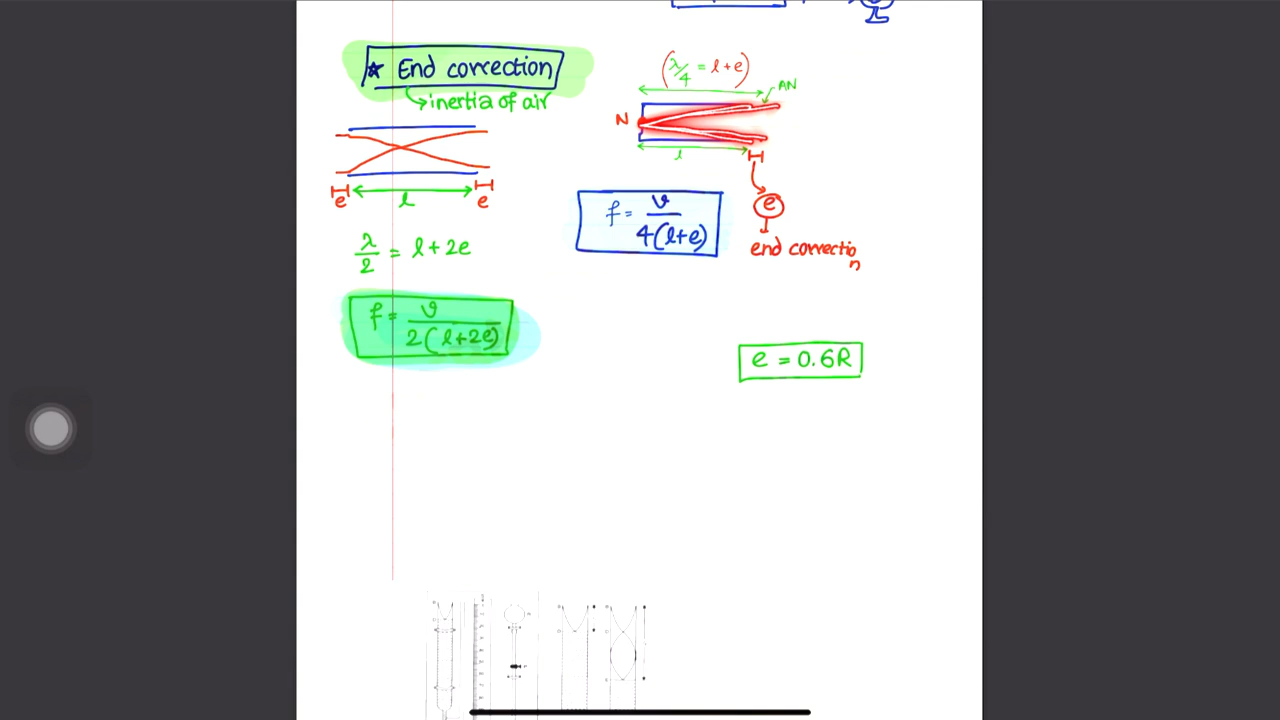 * End correction
→ inertia of air
e l e
λ/2 = l + 2e
f = v / 2(l+2e)
(λ/4 = l + e)
AN
N
l
e
end correction
f = v / 4(l+e)
e = 0.6R